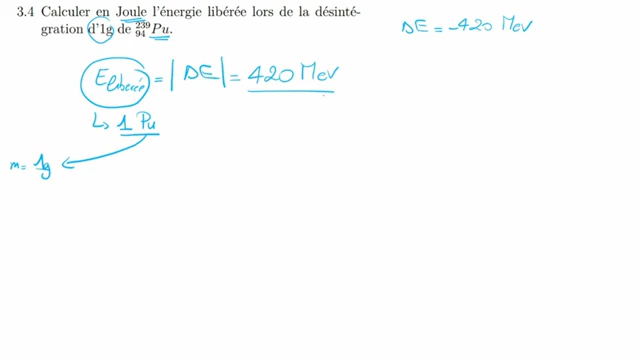 3.4 Calculer en Joule l'énergie libérée lors de la désinté-
gration d'1g de ²³⁹₉₄Pu.
ΔE = -420 MeV
E libérée = |ΔE| = 420 MeV
↳ 1 Pu
m = 1g